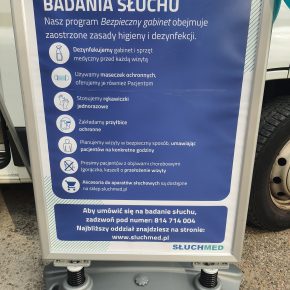 BADANIA SŁUCHU
Nasz program Bezpieczny gabinet obejmuje
zaostrzone zasady higieny i dezynfekcji.
Dezynfekujemy gabinet i sprzęt
medyczny przed każdą wizytą
Używamy maseczek ochronnych,
oferujemy je również Pacjentom
Stosujemy rękawiczki
jednorazowe
Zakładamy przyłbice
ochronne
Planujemy wizyty w bezpieczny sposób, umawiając
pacjentów na konkretne godziny
Prosimy pacjentów z objawami chorobowymi
(gorączka, kaszel) o przełożenie wizyty
Akcesoria do aparatów słuchowych są dostępne
na sklep.sluchmed.pl
Aby umówić się na badanie słuchu,
zadzwoń pod numer: 814 714 004
Najbliższy oddział znajdziesz na stronie:
www.sluchmed.pl
SŁUCHMED